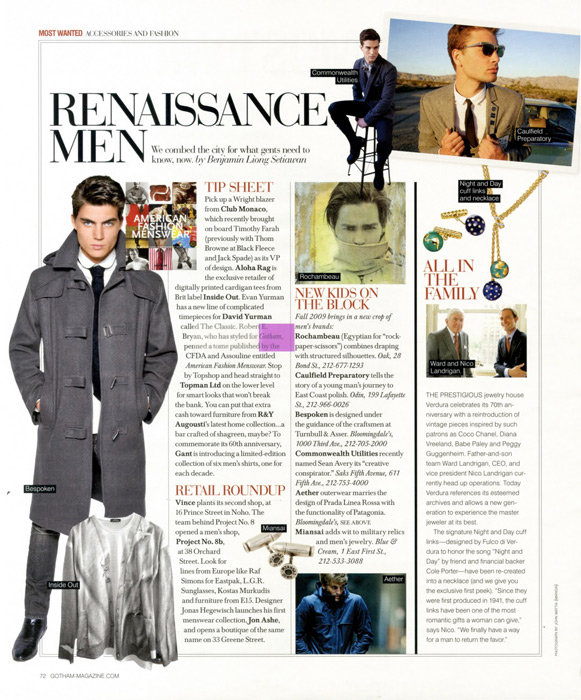 MOST WANTED ACCESSORIES AND FASHION
RENAISSANCE
MEN
We combed the city for what gents need to
know, now. by Benjamin Liong Setiawan
Commonwealth
Utilities
Caulfield
Preparatory
Night and Day
cuff links
and necklace
AMERICAN
FASHION
MENSWEAR
TIP SHEET
Pick up a Wright blazer
from Club Monaco,
which recently brought
on board Timothy Farah
(previously with Thom
Browne at Black Fleece
and Jack Spade) as its VP
of design. Aloha Rag is
the exclusive retailer of
digitally printed cardigan tees from
Brit label Inside Out. Evan Yurman
has a new line of complicated
timepieces for David Yurman
called The Classic. Robert E.
Bryan, who has styled for Gotham,
penned a tome published by the
CFDA and Assouline entitled
American Fashion Menswear. Stop
by Topshop and head straight to
Topman Ltd on the lower level
for smart looks that won't break
the bank. You can put that extra
cash toward furniture from R&Y
Augousti's latest home collection...a
bar crafted of shagreen, maybe? To
commemorate its 60th anniversary,
Gant is introducing a limited-edition
collection of six men's shirts, one for
each decade.
RETAIL ROUNDUP
Vince plants its second shop, at
16 Prince Street in Noho. The
team behind Project No. 8
opened a men's shop,
Project No. 8b,
at 38 Orchard
Street. Look for
lines from Europe like Raf
Simons for Eastpak, L.G.R.
Sunglasses, Kostas Murkudis
and furniture from E15. Designer
Jonas Hegewisch launches his first
menswear collection, Jon Ashe,
and opens a boutique of the same
name on 33 Greene Street.
Bespoken
Inside Out
Rochambeau
NEW KIDS ON
THE BLOCK
Fall 2009 brings in a new crop of
men's brands:
Rochambeau (Egyptian for "rock-
paper-scissors") combines draping
with structured silhouettes. Oak, 28
Bond St., 212-677-1293
Caulfield Preparatory tells the
story of a young man's journey to
East Coast polish. Odin, 199 Lafayette
St., 212-966-0026
Bespoken is designed under
the guidance of the craftsmen at
Turnbull & Asser. Bloomingdale's,
1000 Third Ave., 212-705-2000
Commonwealth Utilities recently
named Sean Avery its "creative
conspirator." Saks Fifth Avenue, 611
Fifth Ave., 212-753-4000
Aether outerwear marries the
design of Prada Linea Rossa with
the functionality of Patagonia.
Bloomingdale's, SEE ABOVE
Miansai adds wit to military relics
and men's jewelry. Blue &
Cream, 1 East First St.,
212-533-3088
Miansai
Aether
ALL IN
THE
FAMILY
Ward and Nico
Landrigan.
THE PRESTIGIOUS jewelry house
Verdura celebrates its 70th an-
niversary with a reintroduction of
vintage pieces inspired by such
patrons as Coco Chanel, Diana
Vreeland, Babe Paley and Peggy
Guggenheim. Father-and-son
team Ward Landrigan, CEO, and
vice president Nico Landrigan cur-
rently head up operations. Today
Verdura references its esteemed
archives and allows a new gen-
eration to experience the master
jeweler at its best.
The signature Night and Day cuff
links—designed by Fulco di Ver-
dura to honor the song "Night and
Day" by friend and financial backer
Cole Porter—have been re-created
into a necklace (and we give you
the exclusive first peek). "Since they
were first produced in 1941, the cuff
links have been one of the most
romantic gifts a woman can give,"
says Nico. "We finally have a way
for a man to return the favor."
72 GOTHAM-MAGAZINE.COM